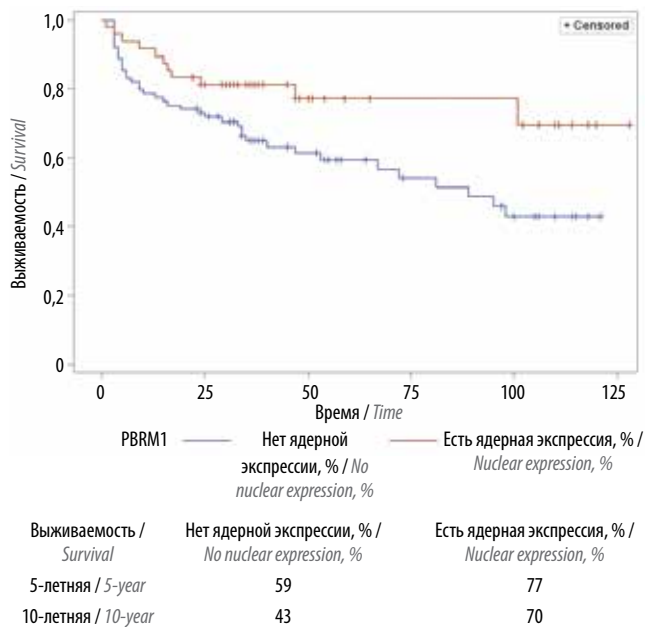 Выживаемость / Survival
1,0
0,8
0,6
0,4
0,2
0
+ Censored
0 25 50 75 100 125
Время / Time
PBRM1
Нет ядерной
экспрессии, % / No
nuclear expression, %
Есть ядерная экспрессия, % /
Nuclear expression, %
Выживаемость /
Survival
Нет ядерной экспрессии, % /
No nuclear expression, %
Есть ядерная экспрессия, % /
Nuclear expression, %
5-летняя / 5-year 59 77
10-летняя / 10-year 43 70